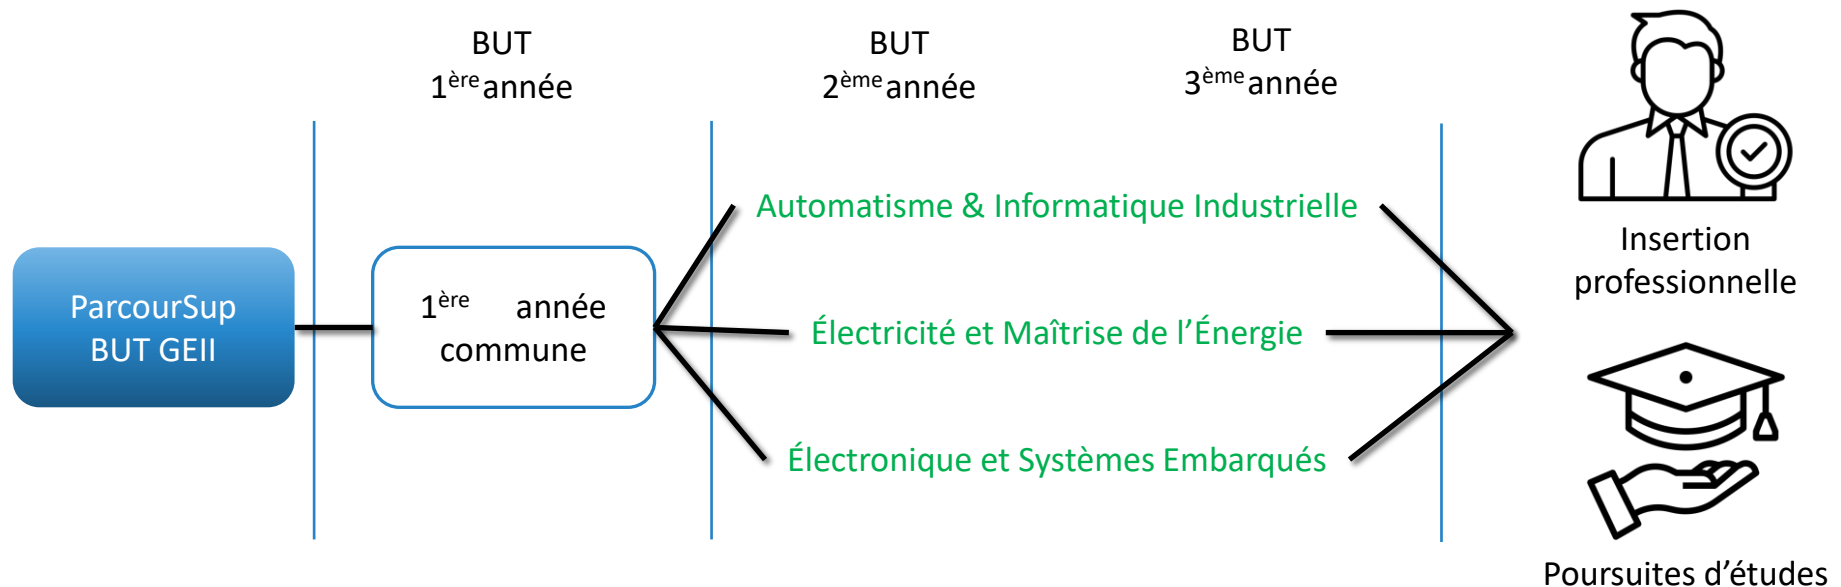 BUT
1ère année
BUT
2ème année
BUT
3ème année
ParcourSup
BUT GEII
1ère année
commune
Automatisme & Informatique Industrielle
Électricité et Maîtrise de l’Énergie
Électronique et Systèmes Embarqués
Insertion
professionnelle
Poursuites d’études